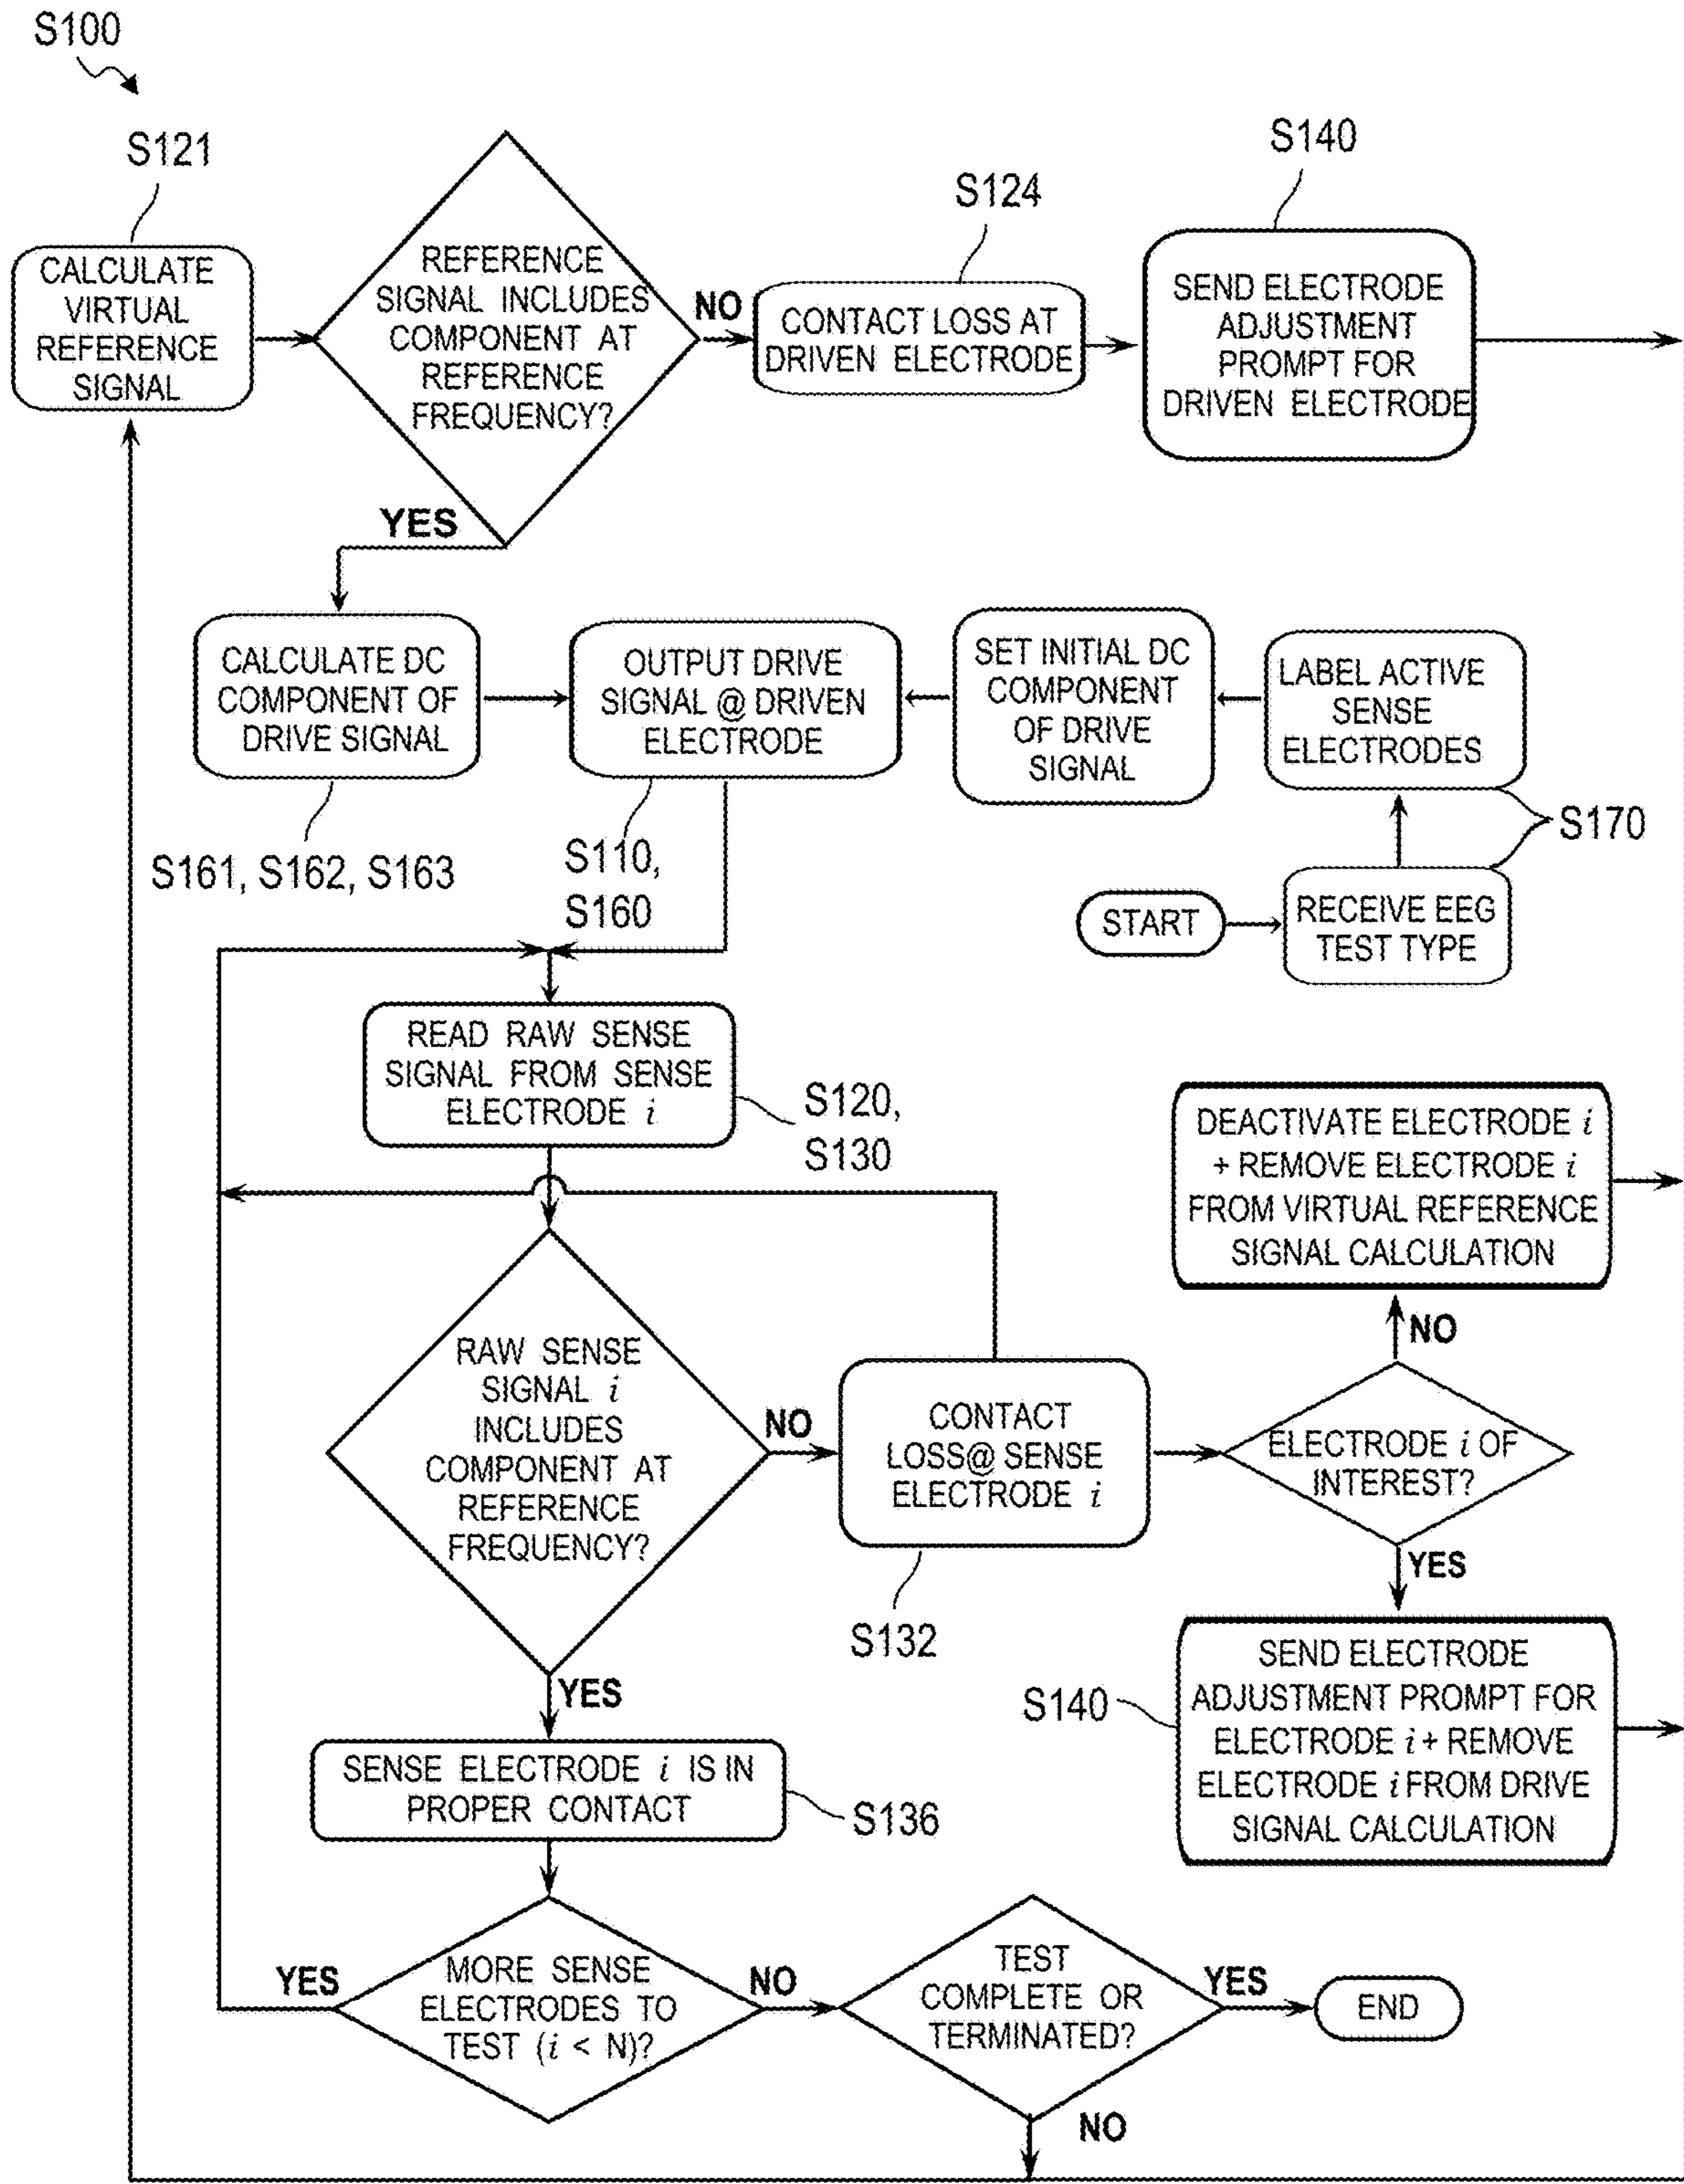 S100
S121
CALCULATE
VIRTUAL
REFERENCE
SIGNAL
REFERENCE
SIGNAL INCLUDES
COMPONENT AT
REFERENCE
FREQUENCY?
NO
YES
S124
CONTACT LOSS AT
DRIVEN ELECTRODE
S140
SEND ELECTRODE
ADJUSTMENT
PROMPT FOR
DRIVEN ELECTRODE
CALCULATE DC
COMPONENT OF
DRIVE SIGNAL
S161, S162, S163
OUTPUT DRIVE
SIGNAL @ DRIVEN
ELECTRODE
S110,
S160
SET INITIAL DC
COMPONENT
OF DRIVE
SIGNAL
LABEL ACTIVE
SENSE
ELECTRODES
S170
START
RECEIVE EEG
TEST TYPE
READ RAW SENSE
SIGNAL FROM SENSE
ELECTRODE i
S120,
S130
RAW SENSE
SIGNAL i
INCLUDES
COMPONENT AT
REFERENCE
FREQUENCY?
NO
YES
CONTACT
LOSS@ SENSE
ELECTRODE i
S132
DEACTIVATE ELECTRODE i
+ REMOVE ELECTRODE i
FROM VIRTUAL REFERENCE
SIGNAL CALCULATION
NO
ELECTRODE i OF
INTEREST?
YES
S140
SEND ELECTRODE
ADJUSTMENT PROMPT FOR
ELECTRODE i + REMOVE
ELECTRODE i FROM DRIVE
SIGNAL CALCULATION
SENSE ELECTRODE i IS IN
PROPER CONTACT
S136
YES
MORE SENSE
ELECTRODES TO
TEST (i < N)?
NO
TEST
COMPLETE OR
TERMINATED?
YES
END
NO